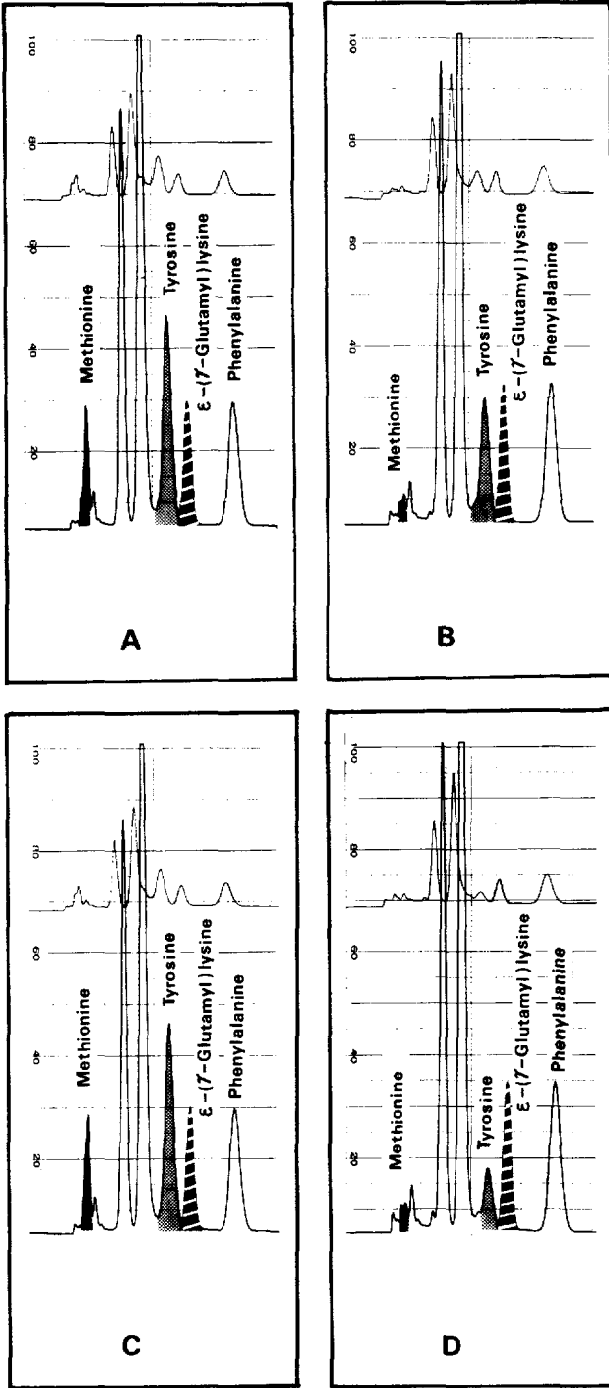 100
80
60
40
20
Methionine
Tyrosine
ε-(γ-Glutamyl)lysine
Phenylalanine
A
100
80
60
40
20
Methionine
Tyrosine
ε-(γ-Glutamyl)lysine
Phenylalanine
B
100
80
60
40
20
Methionine
Tyrosine
ε-(γ-Glutamyl)lysine
Phenylalanine
C
100
80
60
40
20
Methionine
Tyrosine
ε-(γ-Glutamyl)lysine
Phenylalanine
D